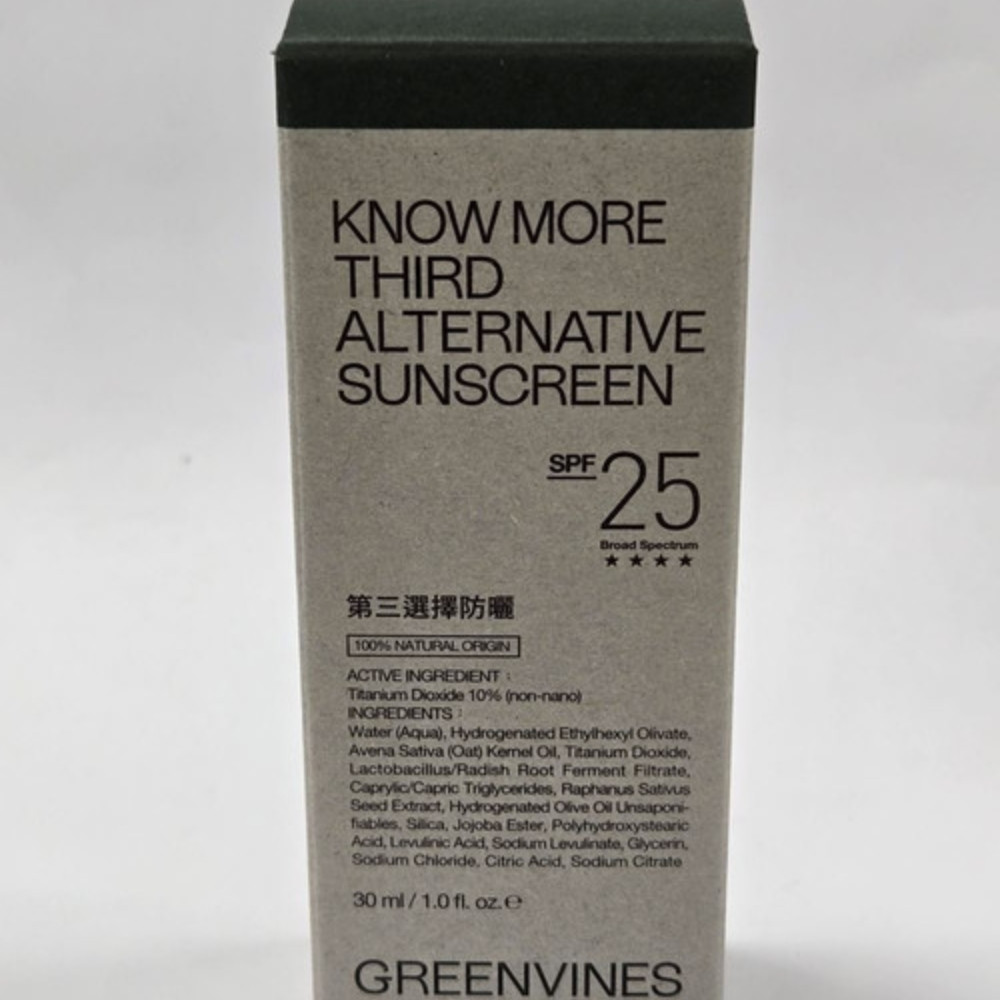 KNOW MORE
THIRD
ALTERNATIVE
SUNSCREEN
SPF 25
Broad Spectrum
★ ★ ★ ★
第三選擇防曬
100% NATURAL ORIGIN
ACTIVE INGREDIENT：
Titanium Dioxide 10% (non-nano)
INGREDIENTS：
Water (Aqua), Hydrogenated Ethylhexyl Olivate,
Avena Sativa (Oat) Kernel Oil, Titanium Dioxide,
Lactobacillus/Radish Root Ferment Filtrate,
Caprylic/Capric Triglycerides, Raphanus Sativus
Seed Extract, Hydrogenated Olive Oil Unsaponi-
fiables, Silica, Jojoba Ester, Polyhydroxystearic
Acid, Levulinic Acid, Sodium Levulinate, Glycerin,
Sodium Chloride, Citric Acid, Sodium Citrate
30 ml / 1.0 fl. oz. ℮
GREENVINES